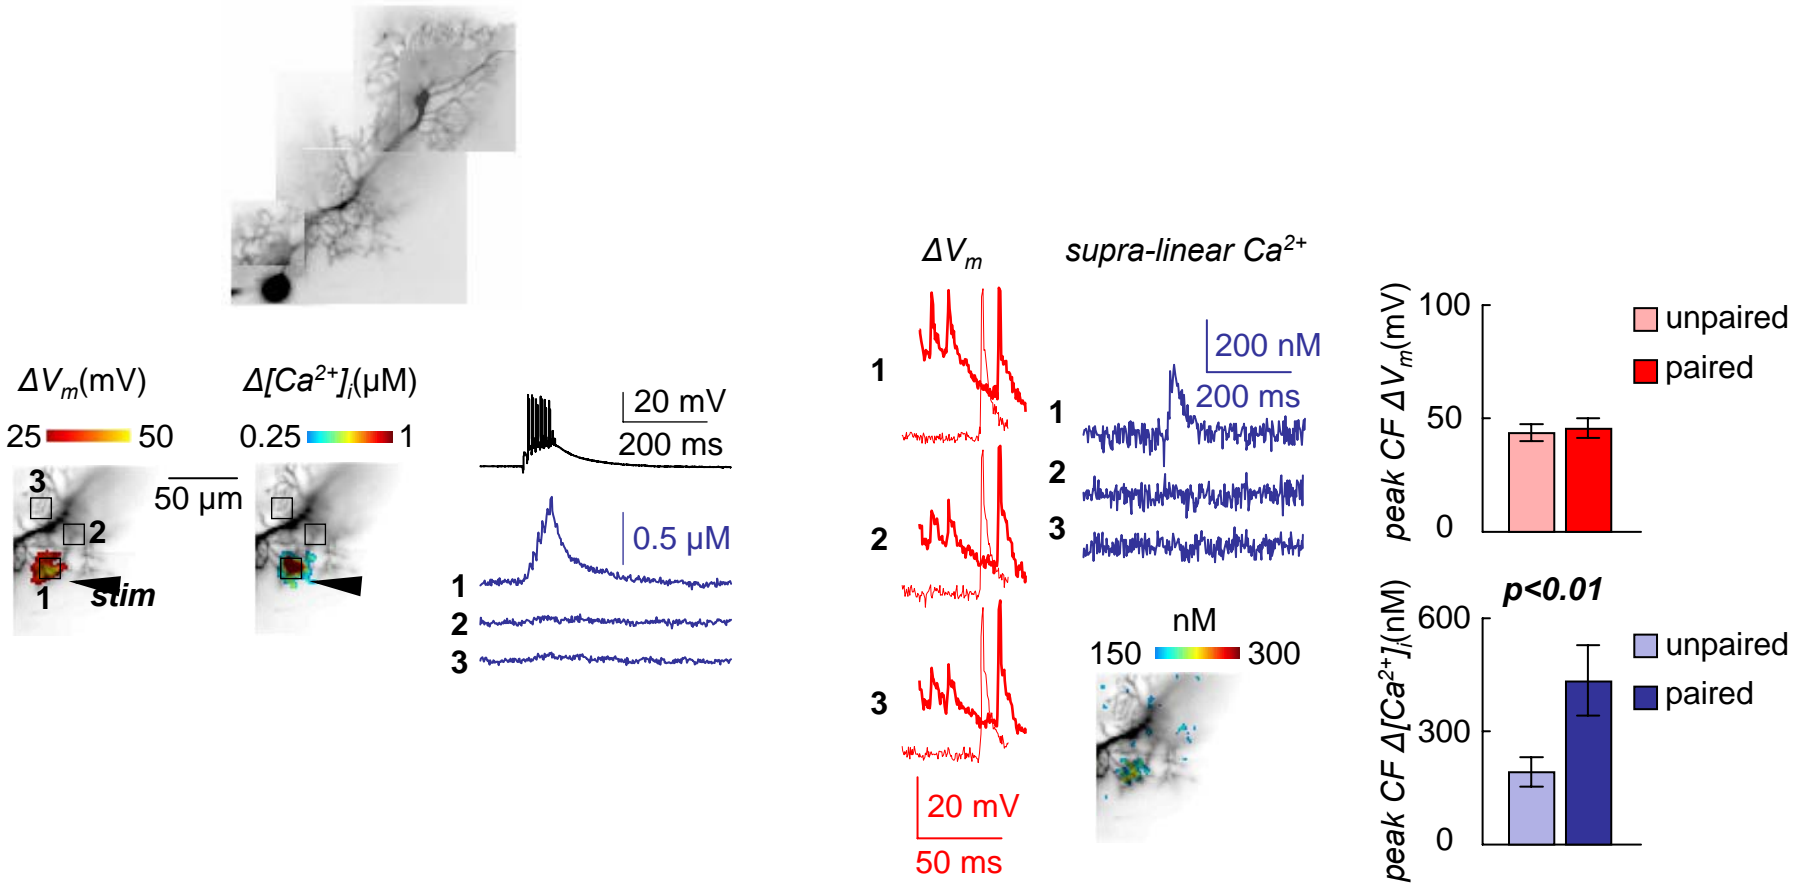 ΔVm(mV)
25 50
Δ[Ca2+]i(μM)
0.25 1
3
2
1
stim
50 μm
20 mV
200 ms
0.5 μM
1
2
3
ΔVm
1
2
3
20 mV
50 ms
supra-linear Ca2+
200 nM
200 ms
1
2
3
nM
150 300
peak CF ΔVm(mV)
100
50
0
unpaired
paired
peak CF Δ[Ca2+]i(nM)
p<0.01
600
300
0
unpaired
paired